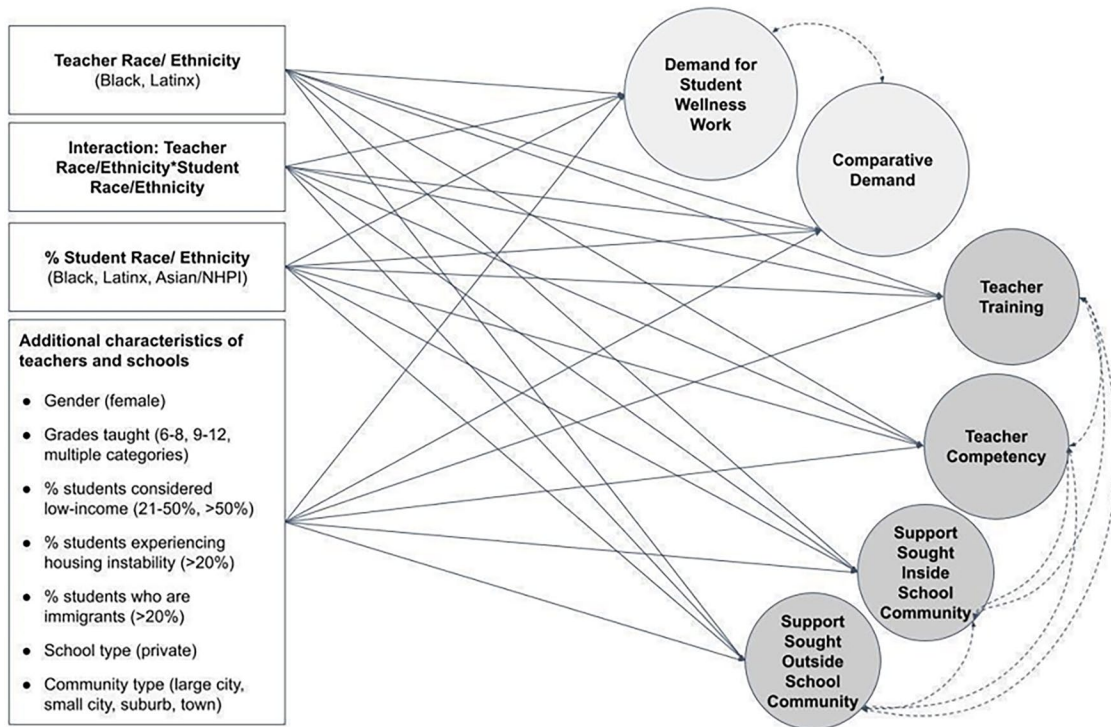 Teacher Race/ Ethnicity
(Black, Latinx)
Interaction: Teacher
Race/Ethnicity*Student
Race/Ethnicity
% Student Race/ Ethnicity
(Black, Latinx, Asian/NHPI)
Additional characteristics of
teachers and schools
● Gender (female)
● Grades taught (6-8, 9-12,
multiple categories)
● % students considered
low-income (21-50%, >50%)
● % students experiencing
housing instability (>20%)
● % students who are
immigrants (>20%)
● School type (private)
● Community type (large city,
small city, suburb, town)
Demand for
Student
Wellness
Work
Comparative
Demand
Teacher
Training
Teacher
Competency
Support
Sought
Inside
School
Community
Support
Sought
Outside
School
Community